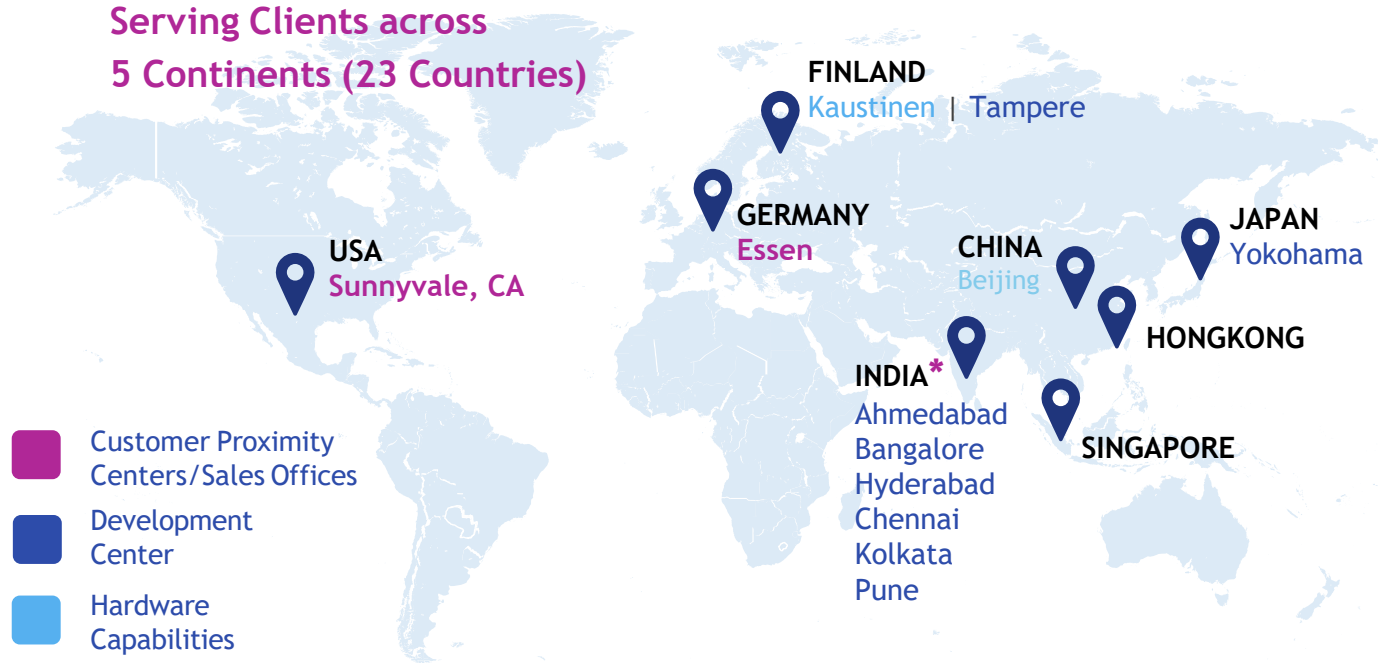 Serving Clients across
5 Continents (23 Countries)
FINLAND
Kaustinen | Tampere
GERMANY
Essen
USA
Sunnyvale, CA
CHINA
Beijing
JAPAN
Yokohama
HONGKONG
INDIA*
Ahmedabad
Bangalore
Hyderabad
Chennai
Kolkata
Pune
SINGAPORE
Customer Proximity
Centers/Sales Offices
Development
Center
Hardware
Capabilities